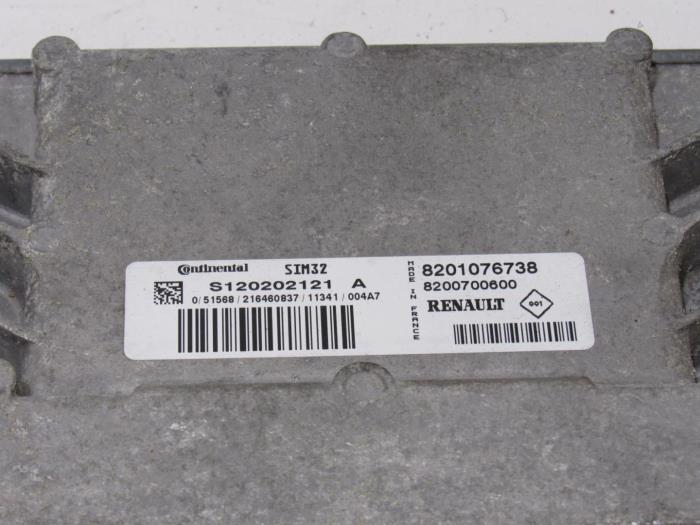 Continental SIM32
S120202121 A
0/51568/216460837/11341/004A7
MADE IN FRANCE
8201076738
8200700600
RENAULT 001